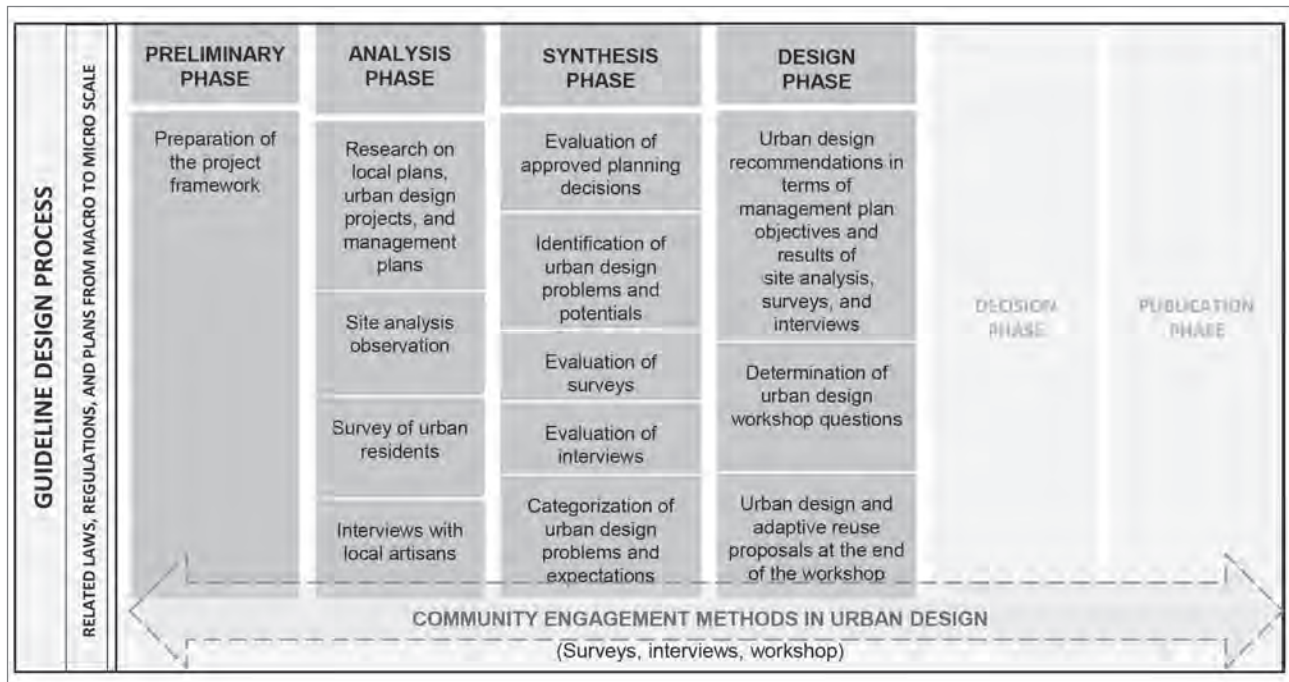 GUIDELINE DESIGN PROCESS
RELATED LAWS, REGULATIONS, AND PLANS FROM MACRO TO MICRO SCALE
PRELIMINARY
PHASE
Preparation of
the project
framework
ANALYSIS
PHASE
Research on
local plans,
urban design
projects, and
management
plans
Site analysis
observation
Survey of urban
residents
Interviews with
local artisans
SYNTHESIS
PHASE
Evaluation of
approved planning
decisions
Identification of
urban design
problems and
potentials
Evaluation of
surveys
Evaluation of
interviews
Categorization of
urban design
problems and
expectations
DESIGN
PHASE
Urban design
recommendations in
terms of
management plan
objectives and
results of
site analysis,
surveys, and
interviews
Determination of
urban design
workshop questions
Urban design and
adaptive reuse
proposals at the end
of the workshop
DECISION
PHASE
PUBLICATION
PHASE
COMMUNITY ENGAGEMENT METHODS IN URBAN DESIGN
(Surveys, interviews, workshop)